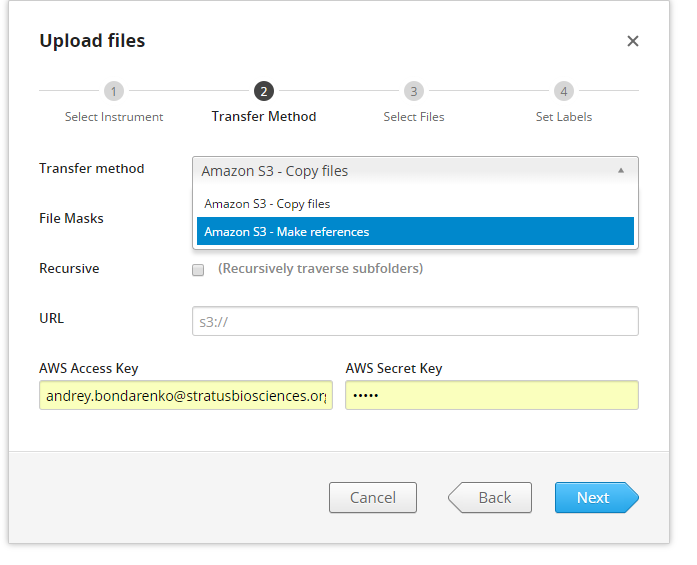 Upload files
1
2
3
4
Select Instrument
Transfer Method
Select Files
Set Labels
Transfer method
Amazon S3 - Copy files
Amazon S3 - Copy files
File Masks
Amazon S3 - Make references
Recursive
(Recursively traverse subfolders)
URL
s3://
AWS Access Key
AWS Secret Key
andrey.bondarenko@stratusbiosciences.org
•••••
Cancel
Back
Next